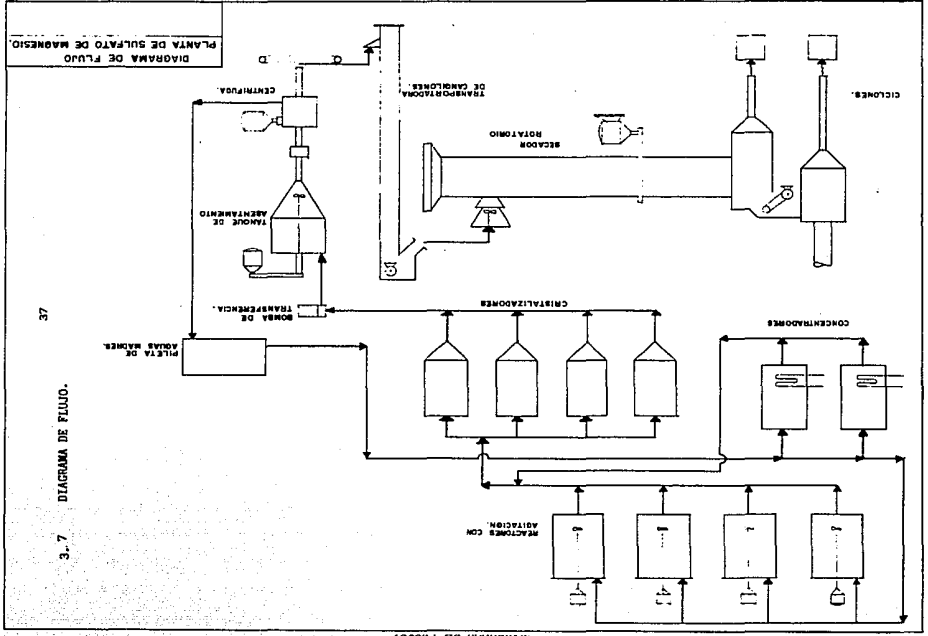 3..7 DIAGRAMA DE FLUJO.
37
REACTORES CON
AGITACION.
CONCENTRADORES
CRISTALIZADORES
PILETA DE
AGUAS MADRES.
BOMBA DE
TRANSFERENCIA.
TANQUE DE
ASENTAMIENTO
CENTRIFUGA.
TRANSPORTADORA
DE CANGILONES.
SECADOR
ROTATORIO
CICLONES.
DIAGRAMA DE FLUJO
PLANTA DE SULFATO DE MAGNESIO.